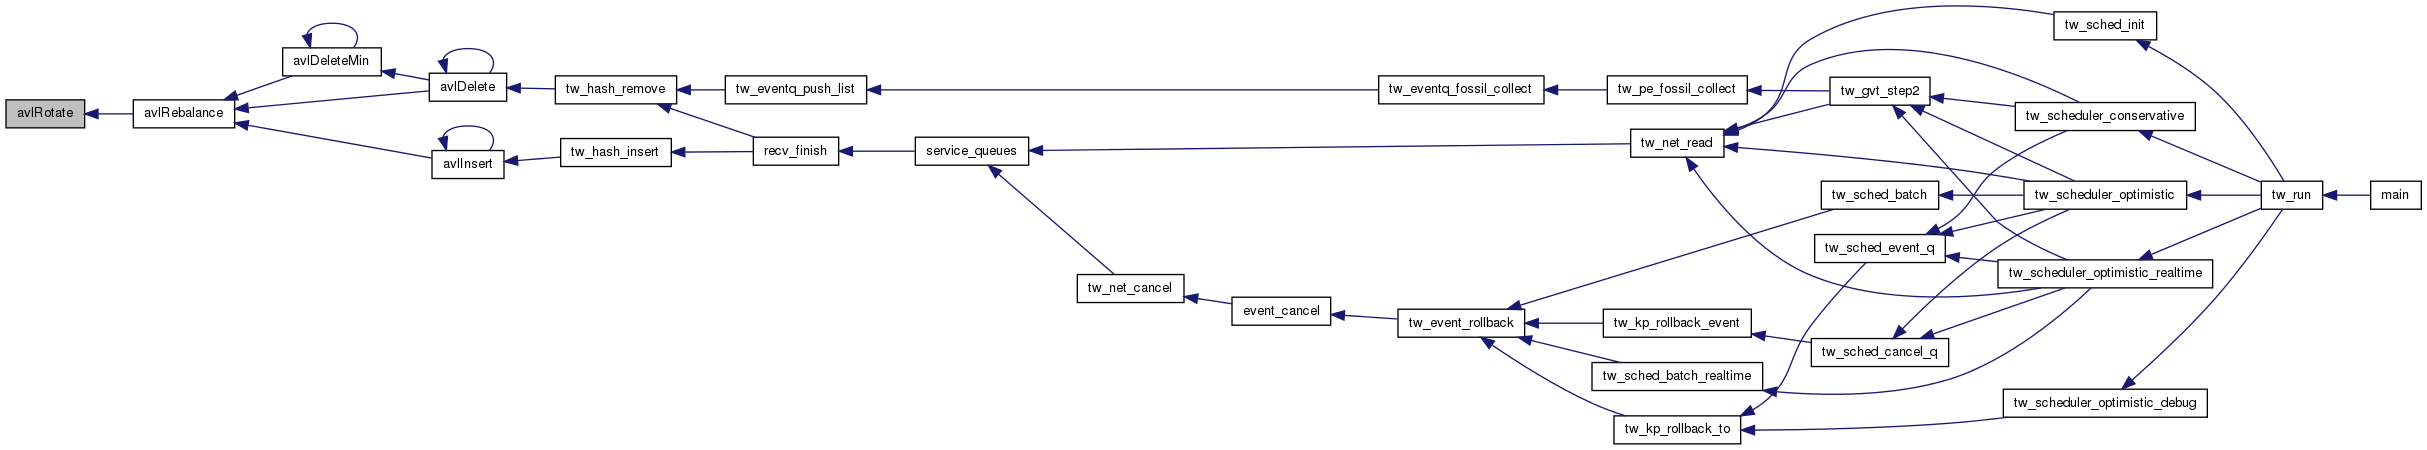 avlRotate
avlRebalance
avlDeleteMin
avlDelete
avlInsert
tw_hash_remove
tw_hash_insert
tw_eventq_push_list
recv_finish
service_queues
tw_net_cancel
event_cancel
tw_eventq_fossil_collect
tw_event_rollback
tw_pe_fossil_collect
tw_net_read
tw_kp_rollback_event
tw_sched_batch_realtime
tw_kp_rollback_to
tw_gvt_step2
tw_sched_batch
tw_sched_event_q
tw_sched_cancel_q
tw_sched_init
tw_scheduler_conservative
tw_scheduler_optimistic
tw_scheduler_optimistic_realtime
tw_scheduler_optimistic_debug
tw_run
main